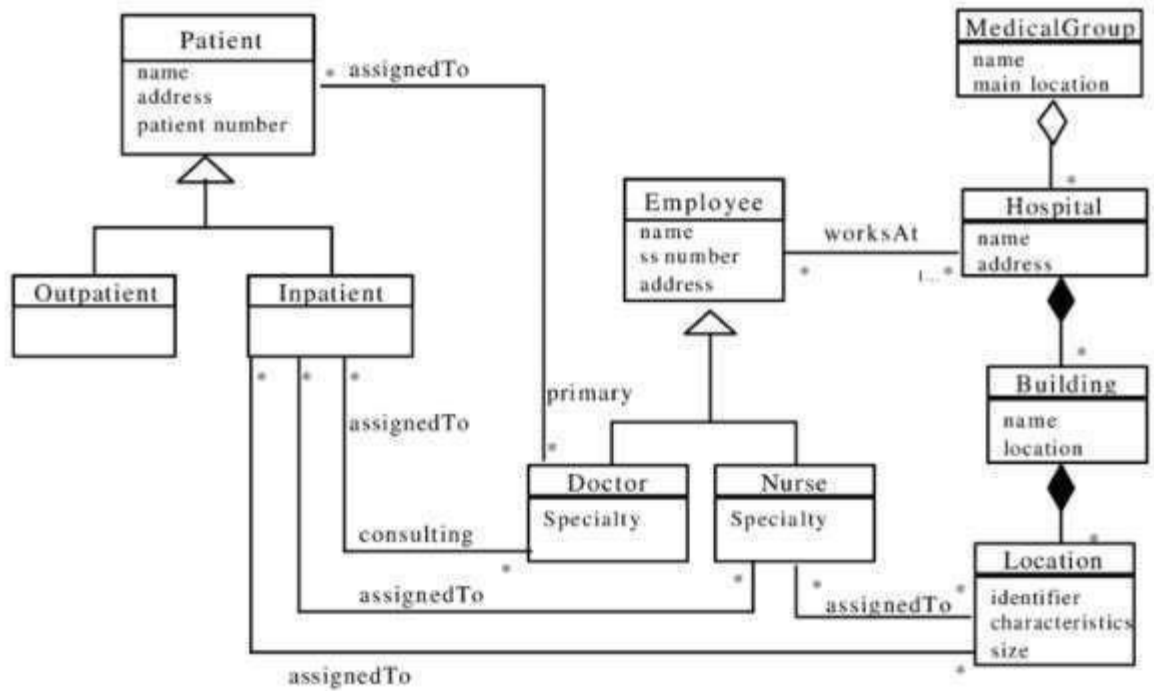 Patient
name
address
patient number
* assignedTo
MedicalGroup
name
main location
*
Employee
name
ss number
address
worksAt
*
1... *
Hospital
name
address
*
Outpatient
Inpatient
*
*
*
assignedTo
primary
*
Building
name
location
*
Doctor
Specialty
Nurse
Specialty
consulting
*
assignedTo
*
*
*
assignedTo
Location
identifier
characteristics
size
*
assignedTo